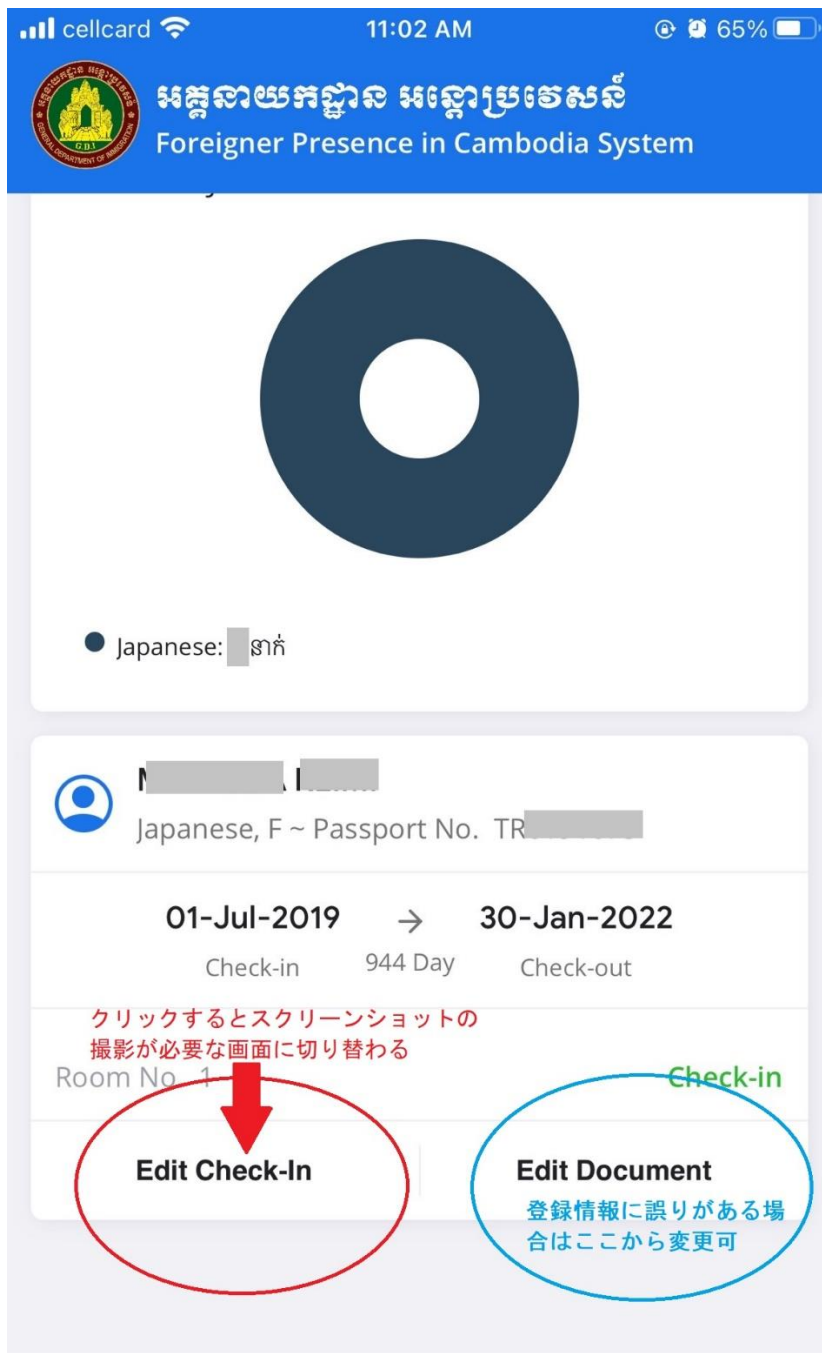 cellcard 11:02 AM 65%
អគ្គនាយកដ្ឋាន អន្តោប្រវេសន៍
Foreigner Presence in Cambodia System
GENERAL DEPARTMENT OF IMMIGRATION
G.D.I
Japanese: នាក់
Japanese, F ~ Passport No. TR
01-Jul-2019 → 30-Jan-2022
Check-in 944 Day Check-out
クリックするとスクリーンショットの
撮影が必要な画面に切り替わる
Room No. 1 Check-in
Edit Check-In Edit Document
登録情報に誤りがある場
合はここから変更可